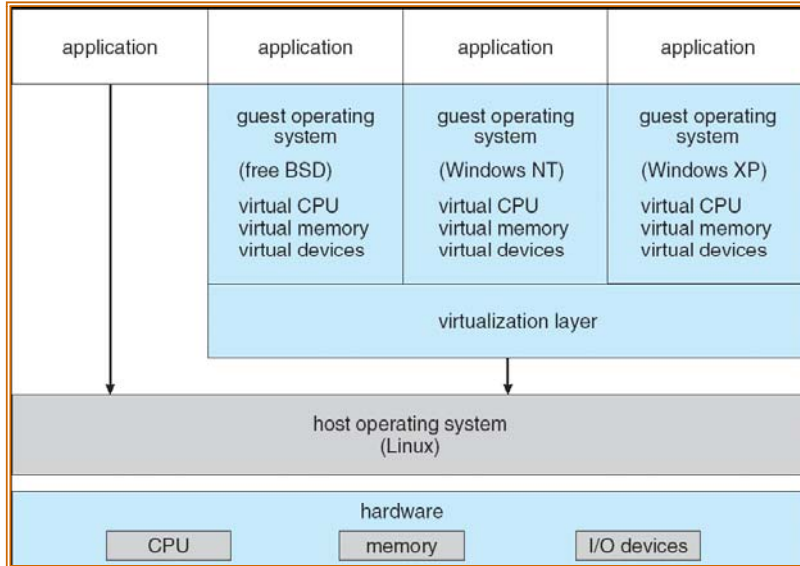 application
application
application
application
guest operating
system
(free BSD)
virtual CPU
virtual memory
virtual devices
guest operating
system
(Windows NT)
virtual CPU
virtual memory
virtual devices
guest operating
system
(Windows XP)
virtual CPU
virtual memory
virtual devices
virtualization layer
host operating system
(Linux)
hardware
CPU
memory
I/O devices